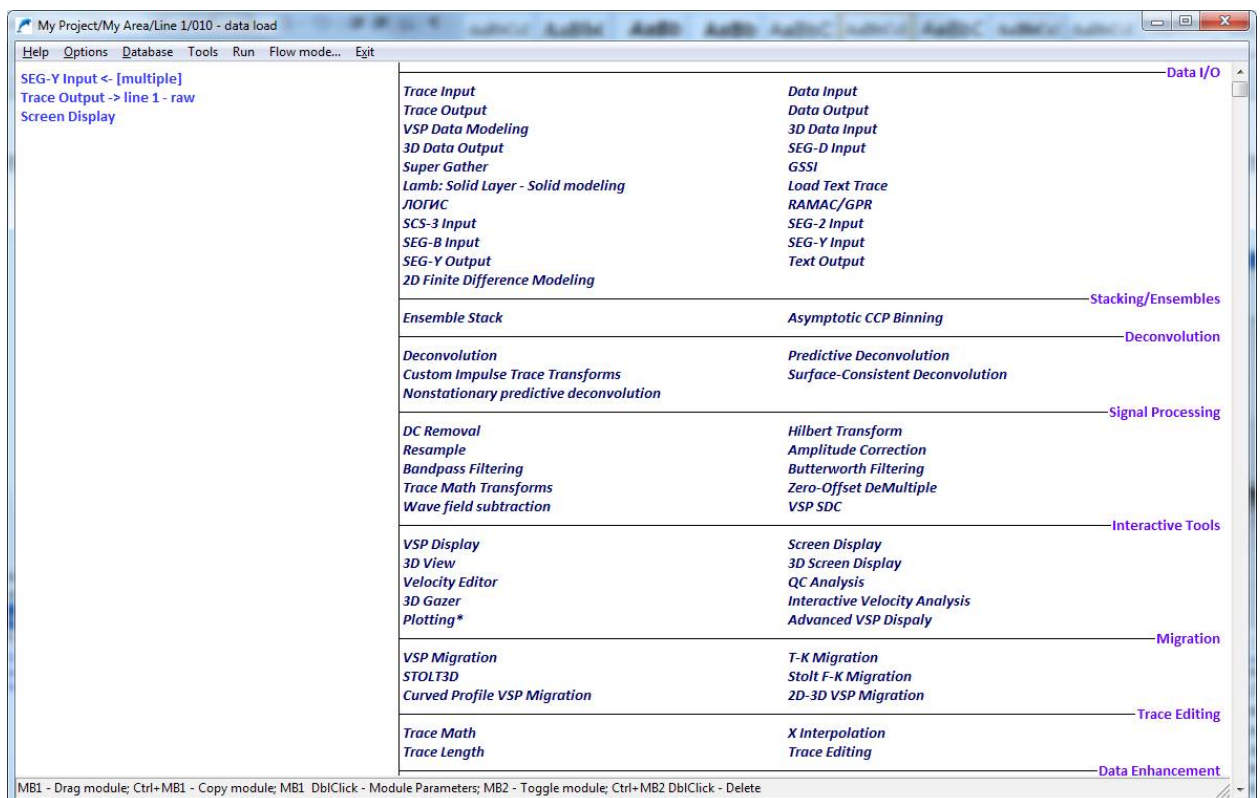 My Project/My Area/Line 1/010 - data load
Help Options Database Tools Run Flow mode... Exit
SEG-Y Input <- [multiple]
Trace Output -> line 1 - raw
Screen Display
Data I/O
Trace Input Data Input
Trace Output Data Output
VSP Data Modeling 3D Data Input
3D Data Output SEG-D Input
Super Gather GSSI
Lamb: Solid Layer - Solid modeling Load Text Trace
ЛОГИС RAMAC/GPR
SCS-3 Input SEG-2 Input
SEG-B Input SEG-Y Input
SEG-Y Output Text Output
2D Finite Difference Modeling
Stacking/Ensembles
Ensemble Stack Asymptotic CCP Binning
Deconvolution
Deconvolution Predictive Deconvolution
Custom Impulse Trace Transforms Surface-Consistent Deconvolution
Nonstationary predictive deconvolution
Signal Processing
DC Removal Hilbert Transform
Resample Amplitude Correction
Bandpass Filtering Butterworth Filtering
Trace Math Transforms Zero-Offset DeMultiple
Wave field subtraction VSP SDC
Interactive Tools
VSP Display Screen Display
3D View 3D Screen Display
Velocity Editor QC Analysis
3D Gazer Interactive Velocity Analysis
Plotting* Advanced VSP Dispaly
Migration
VSP Migration T-K Migration
STOLT3D Stolt F-K Migration
Curved Profile VSP Migration 2D-3D VSP Migration
Trace Editing
Trace Math X Interpolation
Trace Length Trace Editing
Data Enhancement
MB1 - Drag module; Ctrl+MB1 - Copy module; MB1 DblClick - Module Parameters; MB2 - Toggle module; Ctrl+MB2 DblClick - Delete